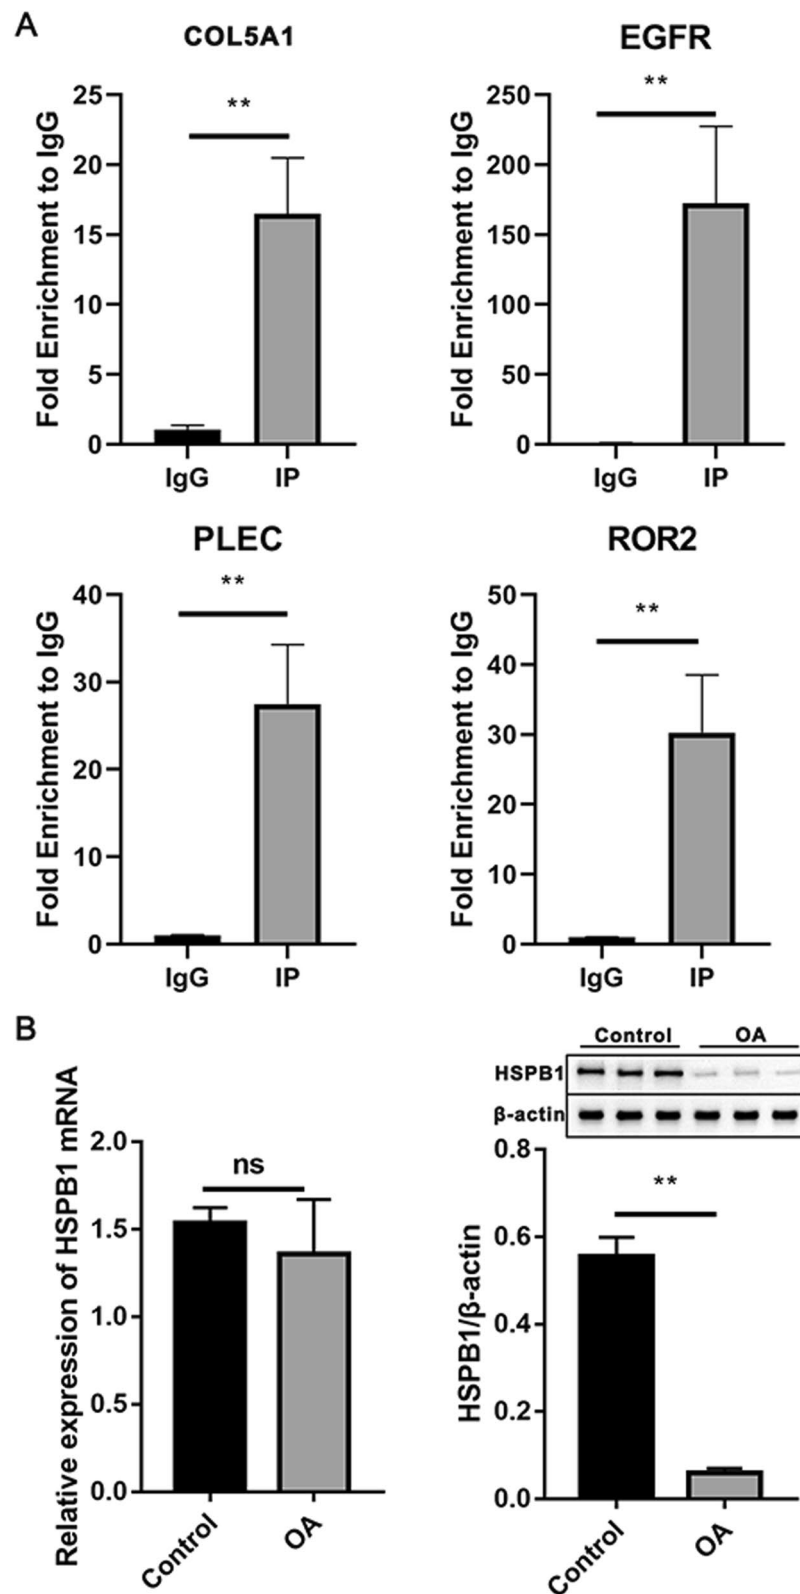 A
COL5A1
Fold Enrichment to IgG
25
20
15
10
5
0
**
IgG IP
EGFR
Fold Enrichment to IgG
250
200
150
100
50
0
**
IgG IP
PLEC
Fold Enrichment to IgG
40
30
20
10
0
**
IgG IP
ROR2
Fold Enrichment to IgG
50
40
30
20
10
0
**
IgG IP
B
Relative expression of HSPB1 mRNA
2.0
1.5
1.0
0.5
0.0
ns
Control OA
Control OA
HSPB1
β-actin
HSPB1/β-actin
0.8
0.6
0.4
0.2
0.0
**
Control OA